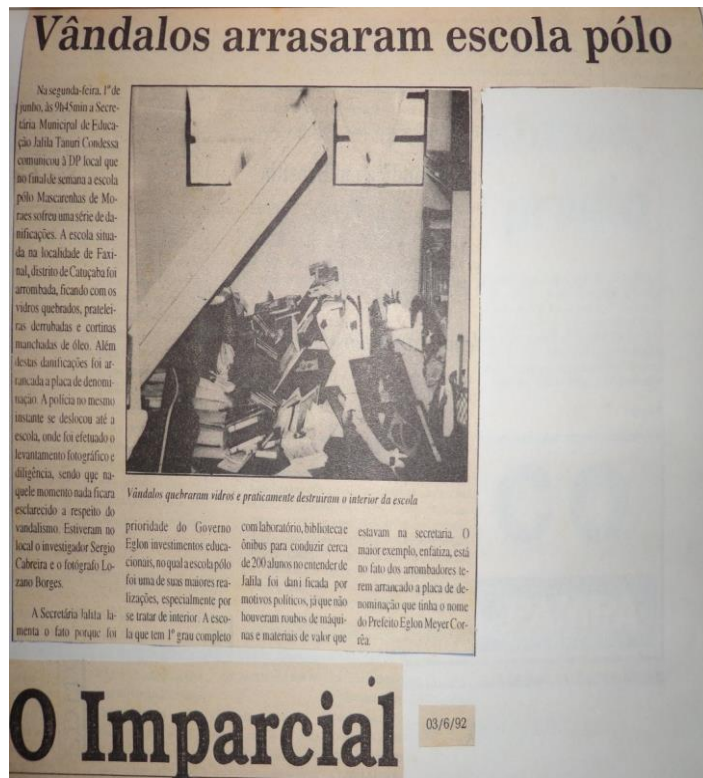 Vândalos arrasaram escola pólo
Na segunda-feira, 1º de
junho, às 9h45min a Secre-
tária Municipal de Educa-
ção Jalila Tanuri Condessa
comunicou à DP local que
no final de semana a escola
pólo Mascarenhas de Mo-
raes sofreu uma série de da-
nificações. A escola situa-
da na localidade de Faxi-
nal, distrito de Catuçaba foi
arrombada, ficando com os
vidros quebrados, pratelei-
ras derrubadas e cortinas
manchadas de óleo. Além
destas danificações foi ar-
rancada a placa de denomi-
nação. A polícia no mesmo
instante se deslocou até a
escola, onde foi efetuado o
levantamento fotográfico e
diligência, sendo que na-
quele momento nada ficara
esclarecido a respeito do
vandalismo. Estiveram no
local o investigador Sergio
Cabreira e o fotógrafo Lo-
zano Borges.
A Secretária Jalila la-
menta o fato porque foi
Vândalos quebraram vidros e praticamente destruiram o interior da escola
prioridade do Governo
Eglon investimentos educa-
cionais, no qual a escola pólo
foi uma de suas maiores rea-
lizações, especialmente por
se tratar de interior. A esco-
la que tem 1º grau completo
com laboratório, biblioteca e
ônibus para conduzir cerca
de 200 alunos no entender de
Jalila foi dani ficada por
motivos políticos, já que não
houveram roubos de máqui-
nas e materiais de valor que
estavam na secretaria. O
maior exemplo, enfatiza, está
no fato dos arrombadores te-
rem arrancado a placa de de-
nominação que tinha o nome
do Prefeito Eglon Meyer Cor-
rêa.
O Imparcial
03/6/92